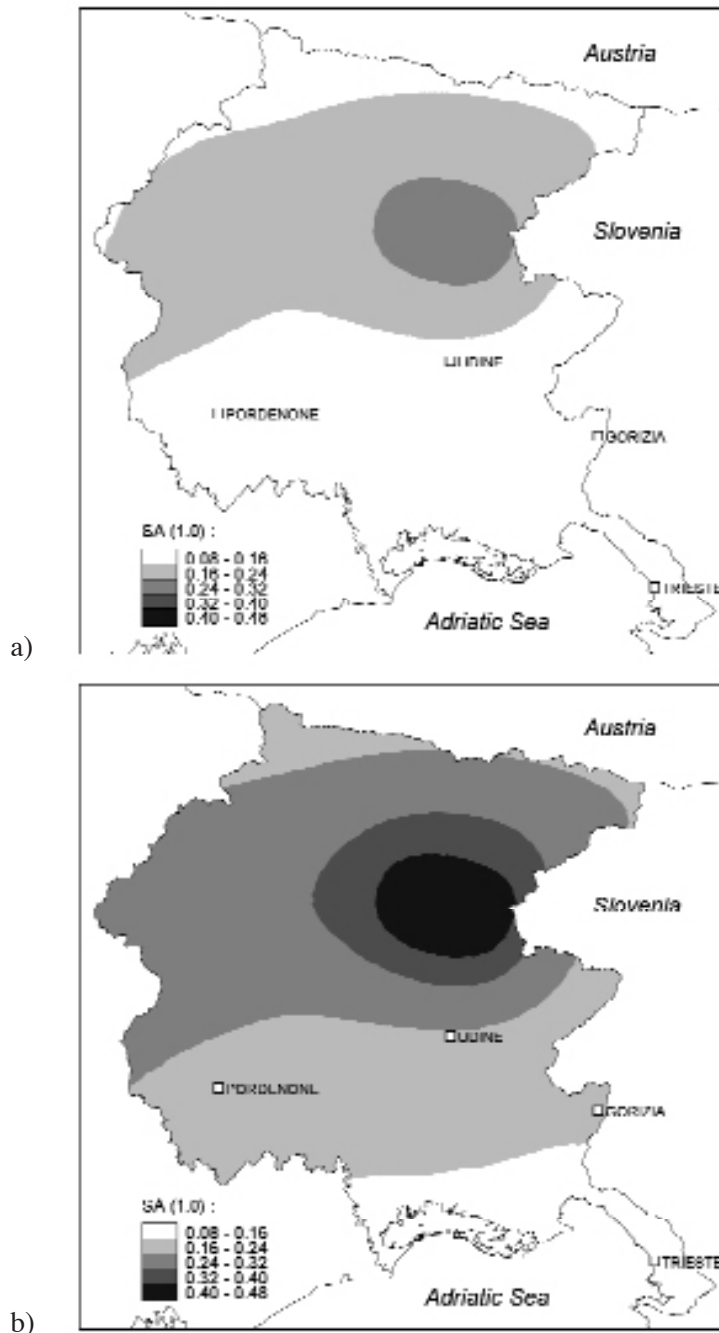 Austria
Slovenia
UDINE
PORDENONE
GORIZIA
SA (1.0) :
0.08 - 0.16
0.16 - 0.24
0.24 - 0.32
0.32 - 0.40
0.40 - 0.48
TRIESTE
Adriatic Sea
a)
Austria
Slovenia
UDINE
PORDENONE
GORIZIA
SA (1.0) :
0.08 - 0.16
0.16 - 0.24
0.24 - 0.32
0.32 - 0.40
0.40 - 0.48
TRIESTE
Adriatic Sea
b)